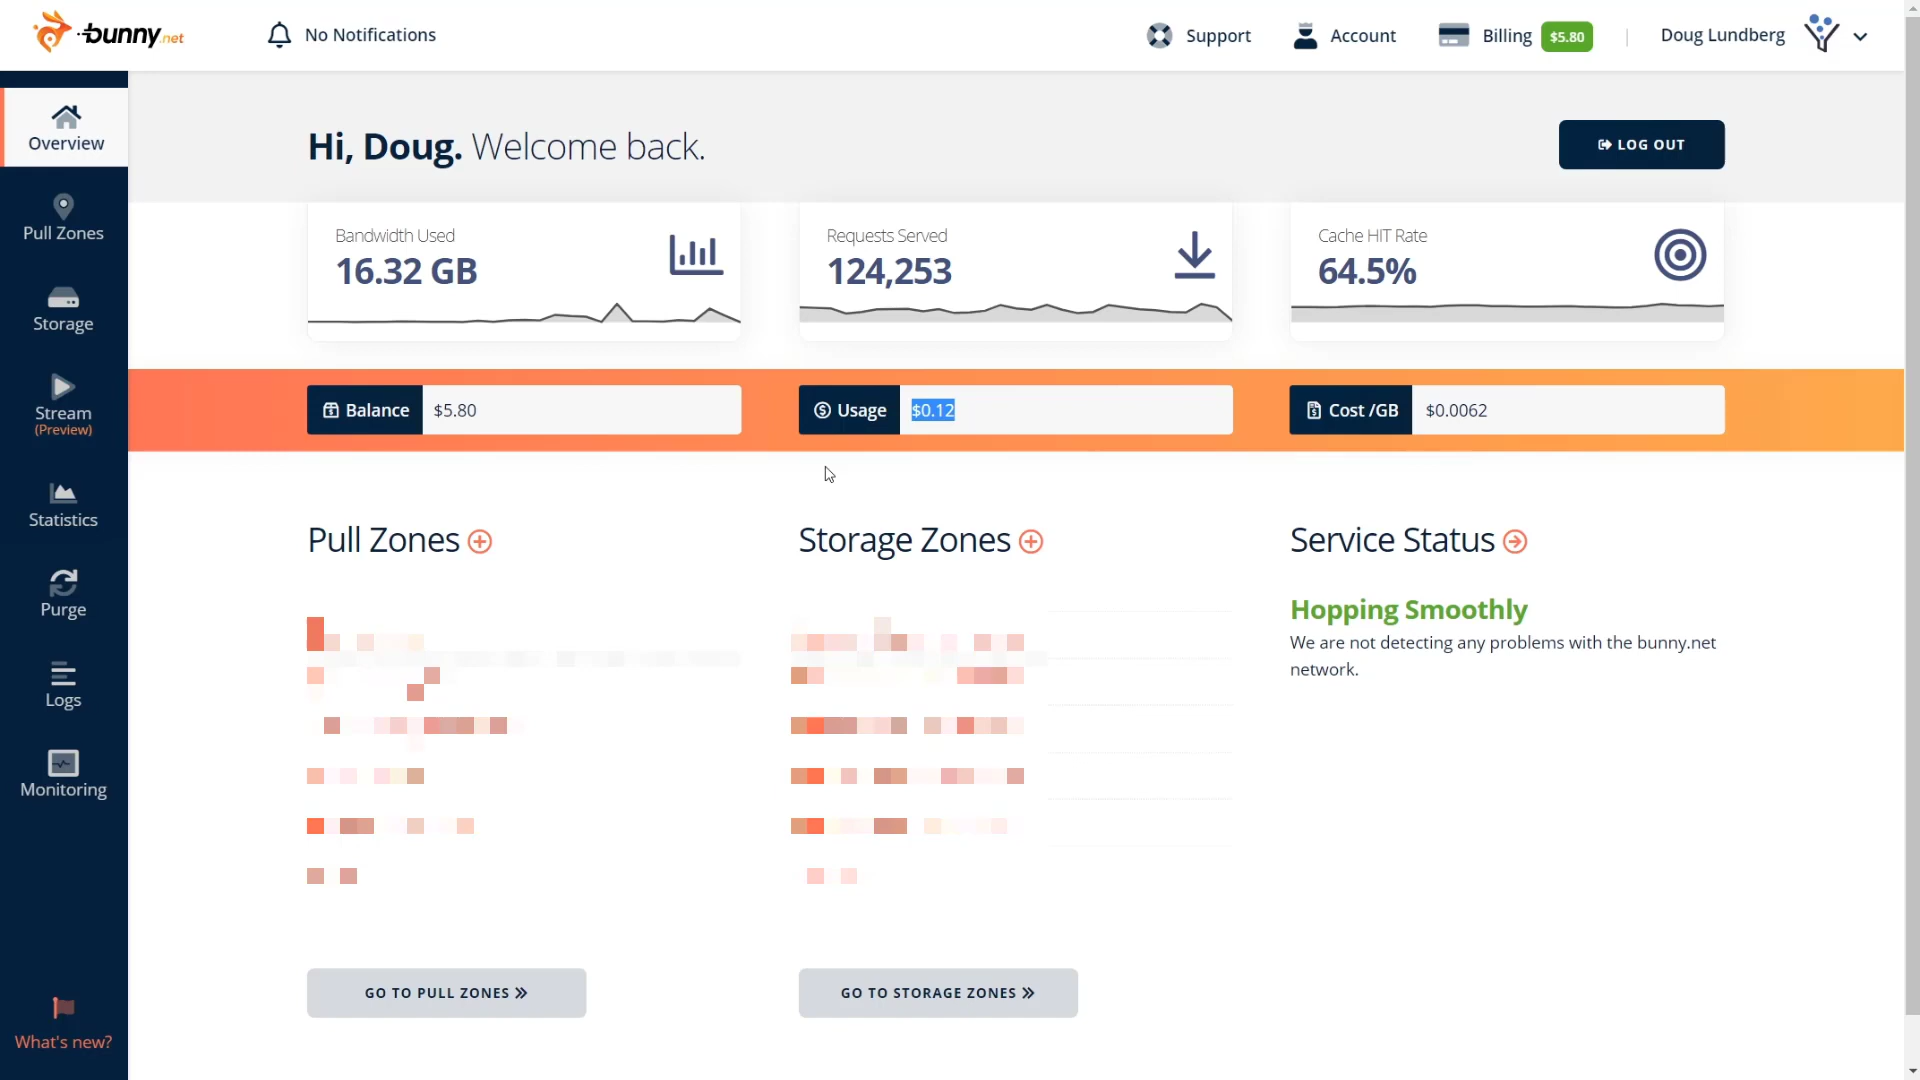 bunny.net
No Notifications
Support
Account
Billing $5.80
Doug Lundberg
Overview
Pull Zones
Storage
Stream
(Preview)
Statistics
Purge
Logs
Monitoring
What's new?
Hi, Doug. Welcome back.
LOG OUT
Bandwidth Used
16.32 GB
Requests Served
124,253
Cache HIT Rate
64.5%
Balance $5.80
Usage $0.12
Cost /GB $0.0062
Pull Zones
Storage Zones
Service Status
Hopping Smoothly
We are not detecting any problems with the bunny.net
network.
GO TO PULL ZONES
GO TO STORAGE ZONES